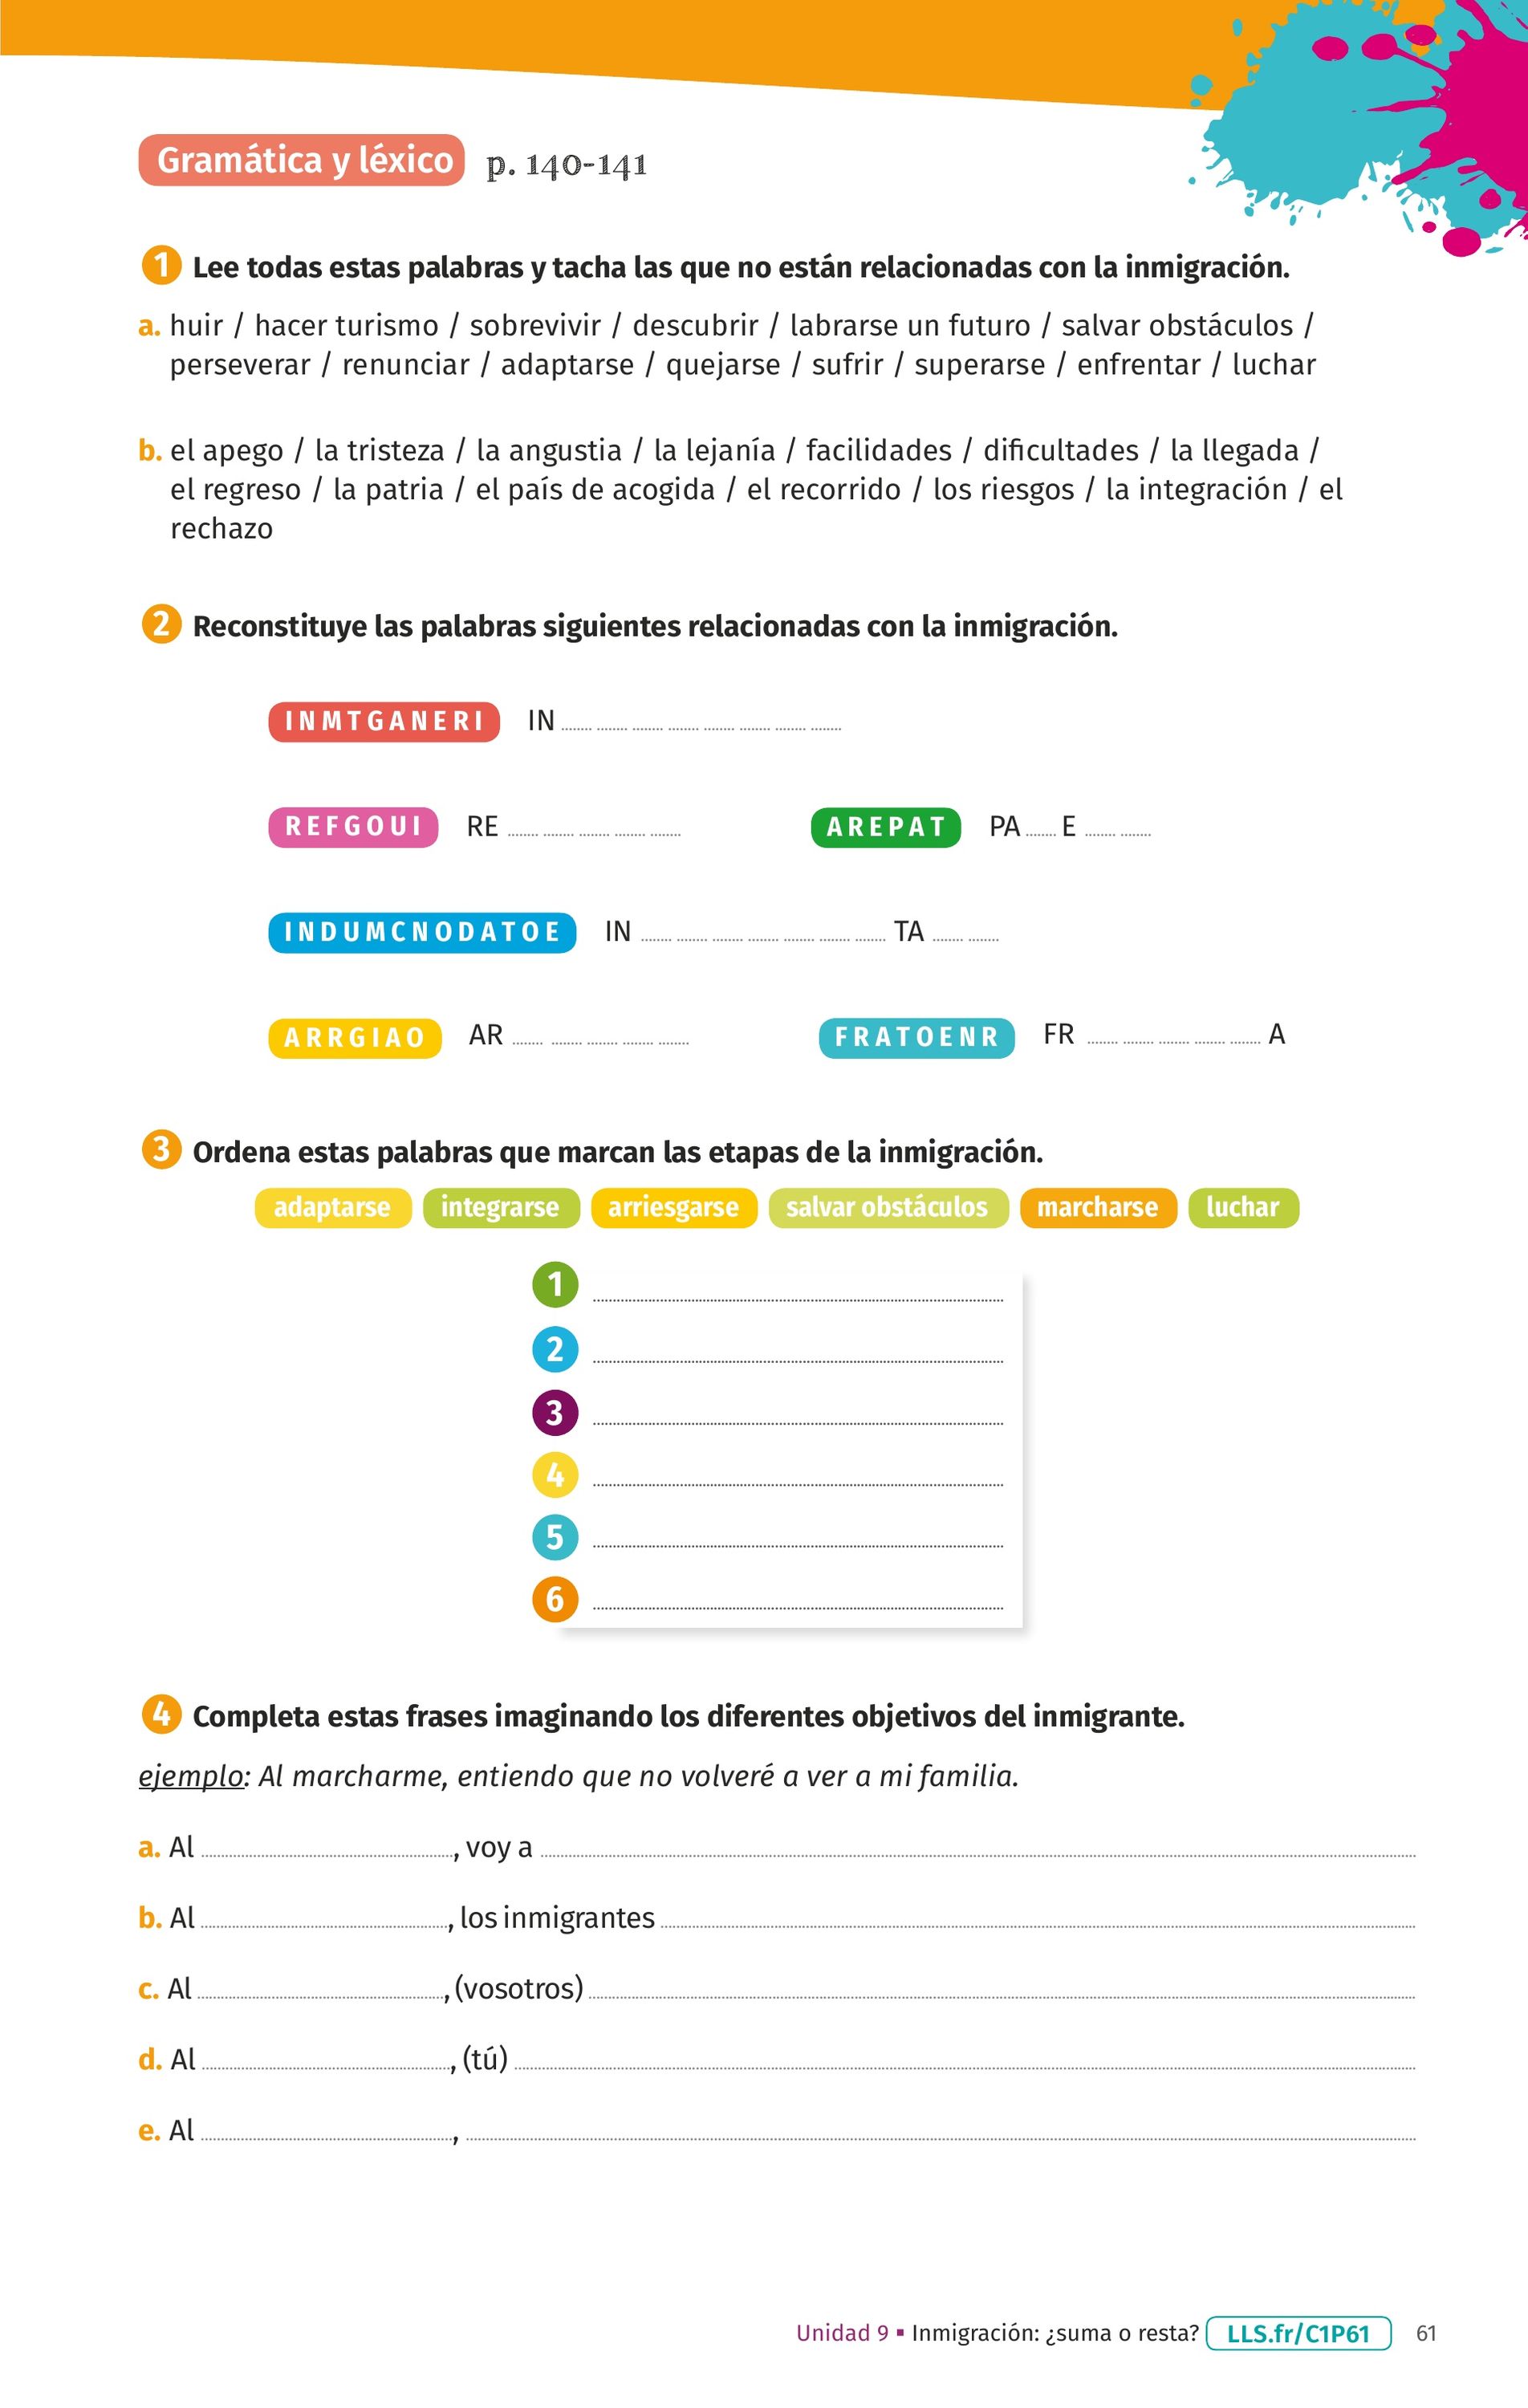 Gramática y léxico p. 140-141
1 Lee todas estas palabras y tacha las que no están relacionadas con la inmigración.
a. huir / hacer turismo / sobrevivir / descubrir / labrarse un futuro / salvar obstáculos /
perseverar / renunciar / adaptarse / quejarse / sufrir / superarse / enfrentar / luchar
b. el apego / la tristeza / la angustia / la lejanía / facilidades / dificultades / la llegada /
el regreso / la patria / el país de acogida / el recorrido / los riesgos / la integración / el
rechazo
2 Reconstituye las palabras siguientes relacionadas con la inmigración.
INMTGANERI IN ........ ........ ........ ........ ........ ........ ........ ........
REFGOUI RE ........ ........ ........ ........ ........ AREPAT PA ........ E ........ ........
INDUMCNODATOE IN ........ ........ ........ ........ ........ ........ ........ TA ........ ........
ARRGIAO AR ........ ........ ........ ........ ........ FRATOENR FR ........ ........ ........ ........ ........ A
3 Ordena estas palabras que marcan las etapas de la inmigración.
adaptarse integrarse arriesgarse salvar obstáculos marcharse luchar
1 ........................................
2 ........................................
3 ........................................
4 ........................................
5 ........................................
6 ........................................
4 Completa estas frases imaginando los diferentes objetivos del inmigrante.
ejemplo: Al marcharme, entiendo que no volveré a ver a mi familia.
a. Al ........................................, voy a ........................................
b. Al ........................................, los inmigrantes ........................................
c. Al ........................................, (vosotros) ........................................
d. Al ........................................, (tú) ........................................
e. Al ........................................, ........................................
Unidad 9 ▪ Inmigración: ¿suma o resta? LLS.fr/C1P61 61